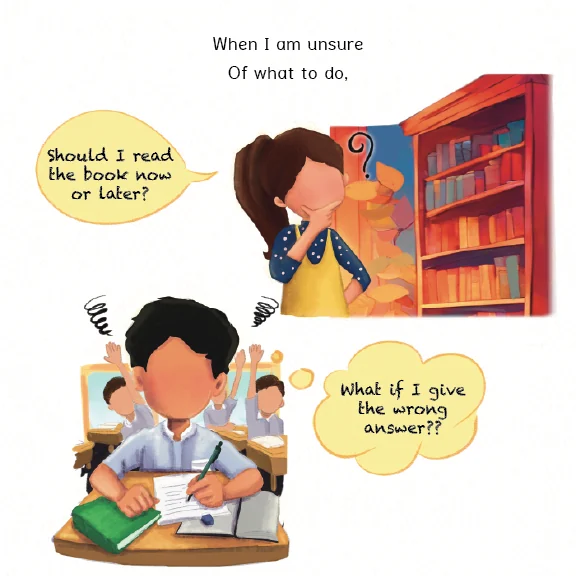 When I am unsure
Of what to do,
Should I read
the book now
or later?
?
What if I give
the wrong
answer??